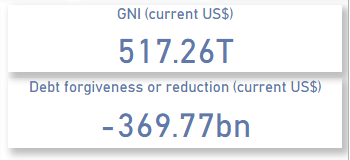 GNI (current US$)
517.26T
Debt forgiveness or reduction (current US$)
-369.77bn